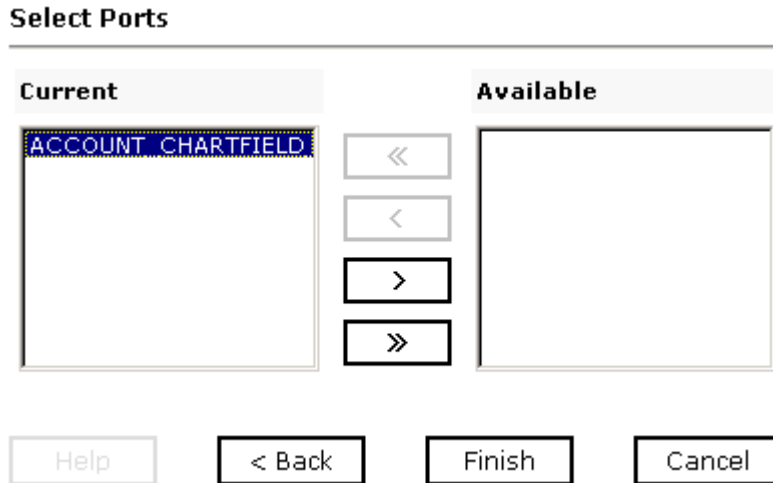 Select Ports
Current
Available
ACCOUNT_CHARTFIELD
«
<
>
»
Help
< Back
Finish
Cancel